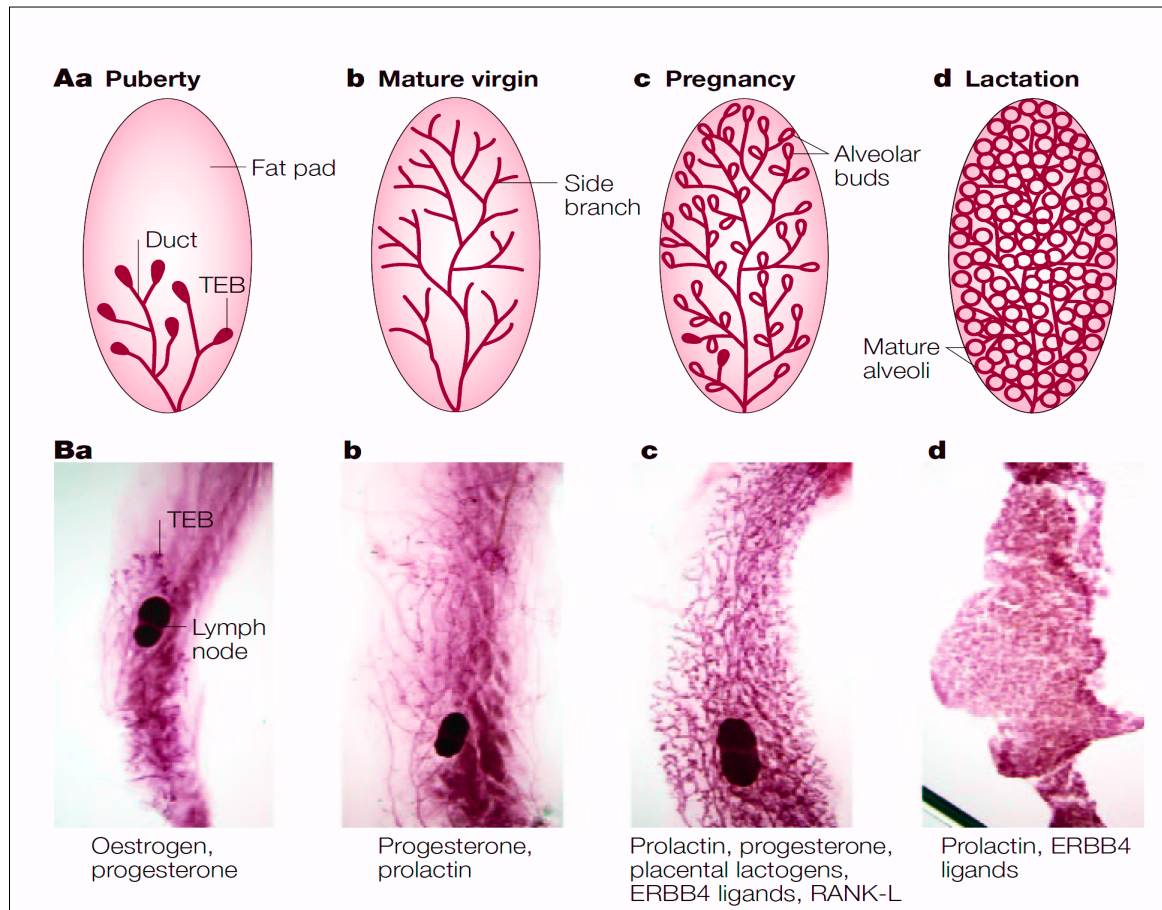 Aa Puberty
b Mature virgin
c Pregnancy
d Lactation
Fat pad
Duct
TEB
Side
branch
Alveolar
buds
Mature
alveoli
Ba
b
c
d
TEB
Lymph
node
Oestrogen,
progesterone
Progesterone,
prolactin
Prolactin, progesterone,
placental lactogens,
ERBB4 ligands, RANK-L
Prolactin, ERBB4
ligands